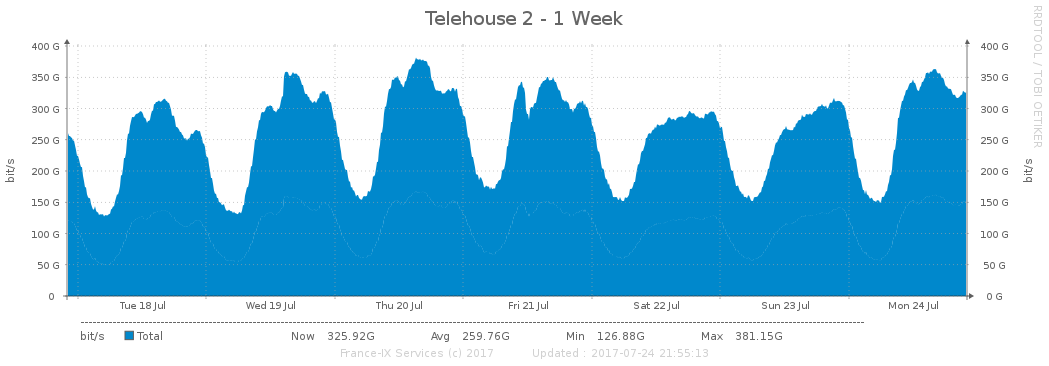 Telehouse 2 - 1 Week
RRDTOOL / TOBI OETIKER
bit/s
400 G 400 G
350 G 350 G
300 G 300 G
250 G 250 G
200 G 200 G
150 G 150 G
100 G 100 G
50 G 50 G
0 0 G
bit/s
Tue 18 Jul Wed 19 Jul Thu 20 Jul Fri 21 Jul Sat 22 Jul Sun 23 Jul Mon 24 Jul
bit/s Total Now 325.92G Avg 259.76G Min 126.88G Max 381.15G
France-IX Services (c) 2017 Updated : 2017-07-24 21:55:13